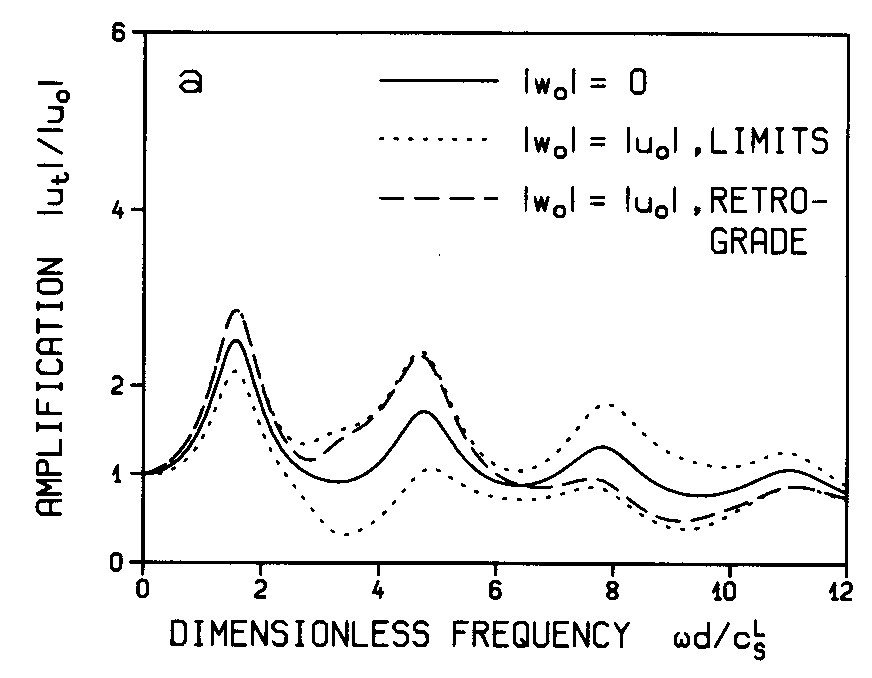 a
|w₀| = 0
|w₀| = |u₀| , LIMITS
|w₀| = |u₀| , RETRO-
GRADE
AMPLIFICATION |uₜ|/|u₀|
6
4
2
1
0
0 2 4 6 8 10 12
DIMENSIONLESS FREQUENCY ωd/cₛᴸ